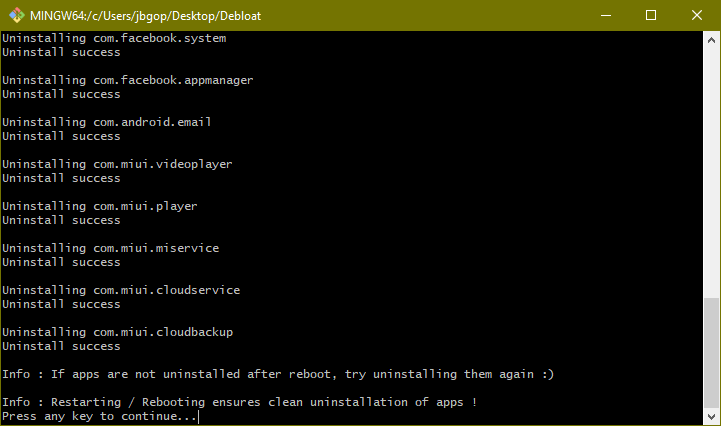 MINGW64:/c/Users/jbgop/Desktop/Debloat
Uninstalling com.facebook.system
Uninstall success
Uninstalling com.facebook.appmanager
Uninstall success
Uninstalling com.android.email
Uninstall success
Uninstalling com.miui.videoplayer
Uninstall success
Uninstalling com.miui.player
Uninstall success
Uninstalling com.miui.miservice
Uninstall success
Uninstalling com.miui.cloudservice
Uninstall success
Uninstalling com.miui.cloudbackup
Uninstall success
Info : If apps are not uninstalled after reboot, try uninstalling them again :)
Info : Restarting / Rebooting ensures clean uninstallation of apps !
Press any key to continue...